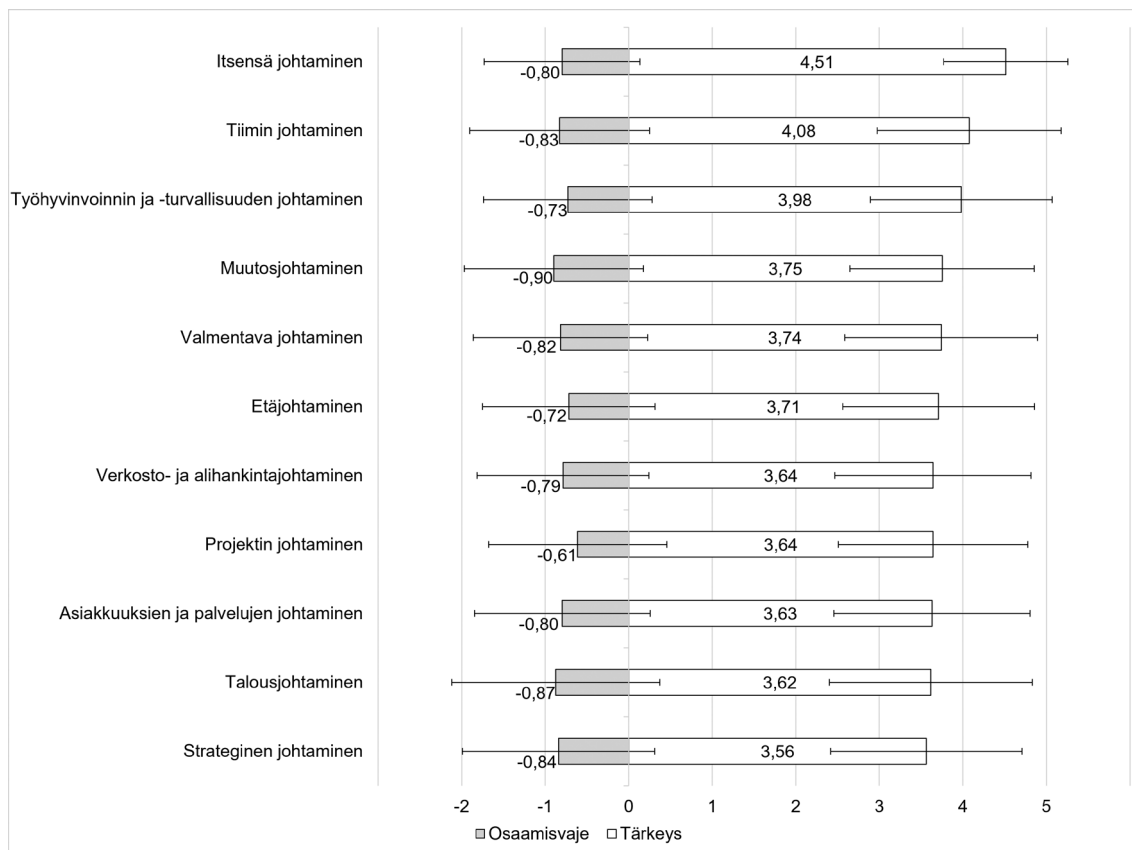 Itsensä johtaminen -0,80 4,51
Tiimin johtaminen -0,83 4,08
Työhyvinvoinnin ja -turvallisuuden johtaminen -0,73 3,98
Muutosjohtaminen -0,90 3,75
Valmentava johtaminen -0,82 3,74
Etäjohtaminen -0,72 3,71
Verkosto- ja alihankintajohtaminen -0,79 3,64
Projektin johtaminen -0,61 3,64
Asiakkuuksien ja palvelujen johtaminen -0,80 3,63
Talousjohtaminen -0,87 3,62
Strateginen johtaminen -0,84 3,56
-2 -1 0 1 2 3 4 5
Osaamisvaje Tärkeys